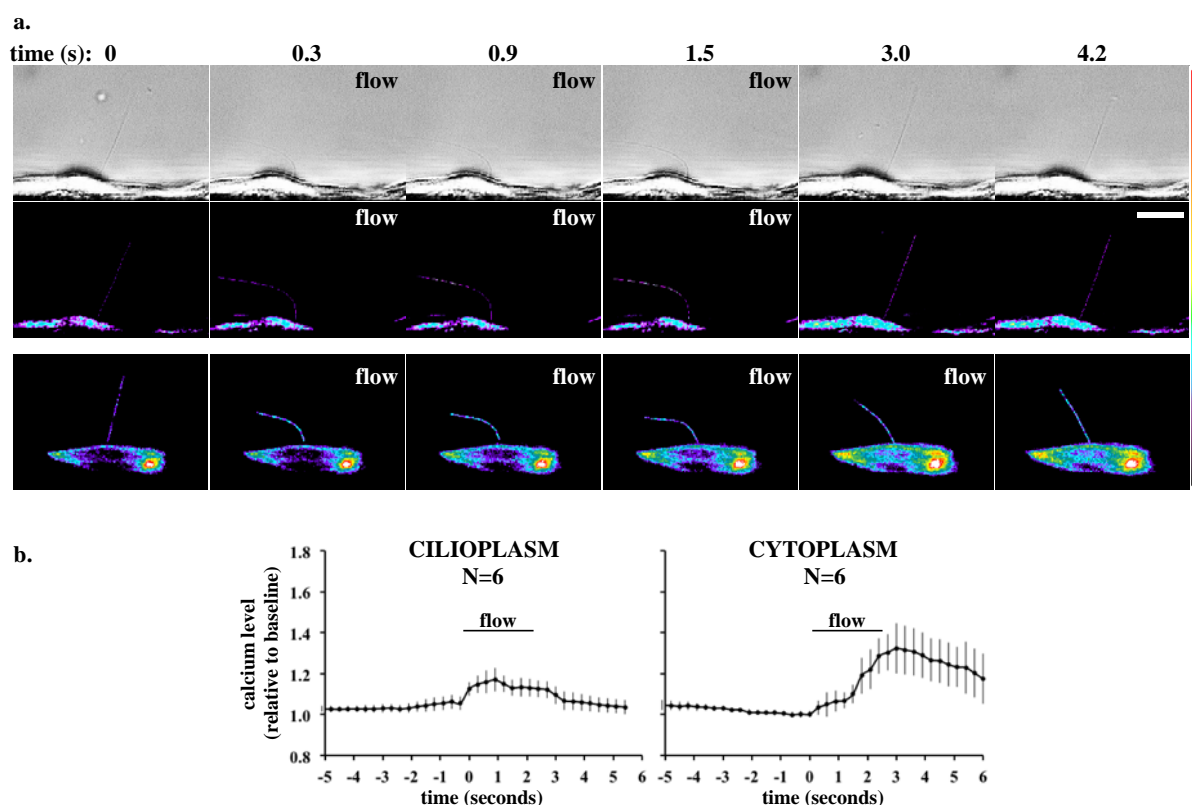 a.
time (s): 0 0.3 0.9 1.5 3.0 4.2
flow flow flow
flow flow flow
flow flow flow flow
b.
CILIOPLASM
N=6
flow
calcium level
(relative to baseline)
1.8
1.6
1.4
1.2
1.0
0.8
-5 -4 -3 -2 -1 0 1 2 3 4 5 6
time (seconds)
CYTOPLASM
N=6
flow
-5 -4 -3 -2 -1 0 1 2 3 4 5 6
time (seconds)